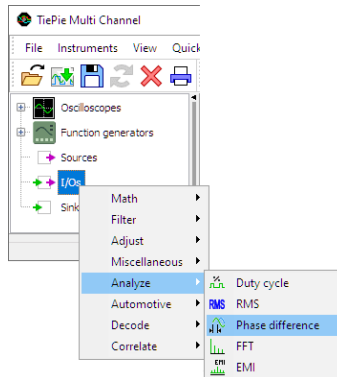 TiePie Multi Channel
File Instruments View Quick
Oscilloscopes
Function generators
Sources
I/Os
Sink
Math
Filter
Adjust
Miscellaneous
Analyze
Automotive
Decode
Correlate
Duty cycle
RMS RMS
Phase difference
FFT
EMI EMI